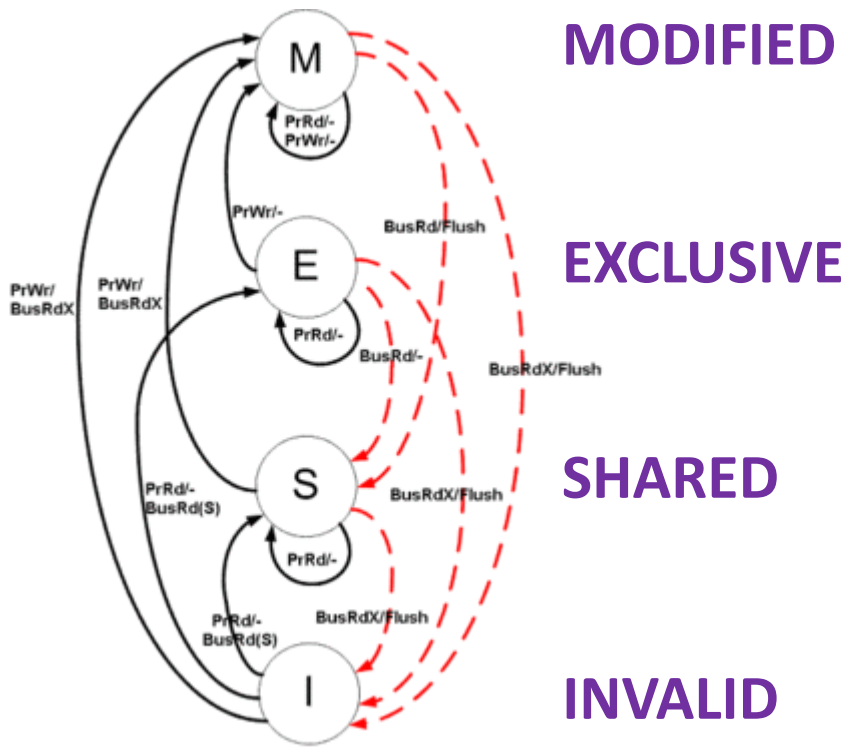 M
MODIFIED
PrRd/-
PrWr/-
PrWr/-
BusRd/Flush
E
EXCLUSIVE
PrWr/
BusRdX
PrWr/
BusRdX
PrRd/-
BusRd/-
BusRdX/Flush
S
SHARED
PrRd/-
BusRd(S)
BusRdX/Flush
PrRd/-
PrRd/-
BusRd(S)
BusRdX/Flush
I
INVALID